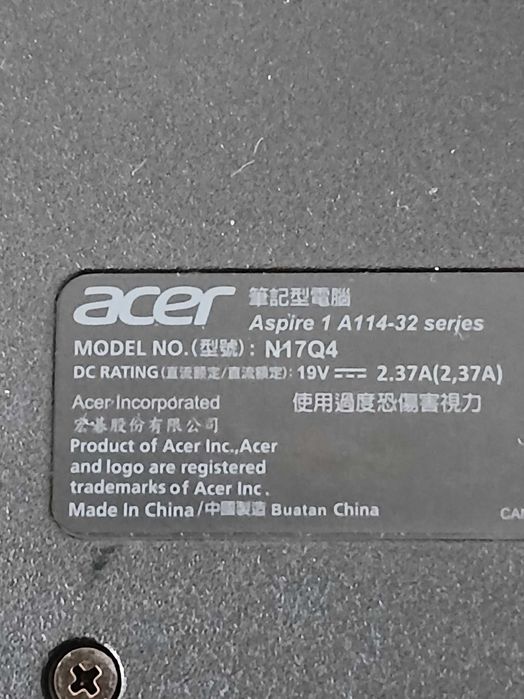 acer 筆記型電腦
Aspire 1 A114-32 series
MODEL NO.(型號): N17Q4
DC RATING(直流額定/直流額定): 19V ⎓ 2.37A(2,37A)
Acer Incorporated 使用過度恐傷害視力
宏碁股份有限公司
Product of Acer Inc.,Acer
and logo are registered
trademarks of Acer Inc.
Made In China/中國製造 Buatan China
CAN